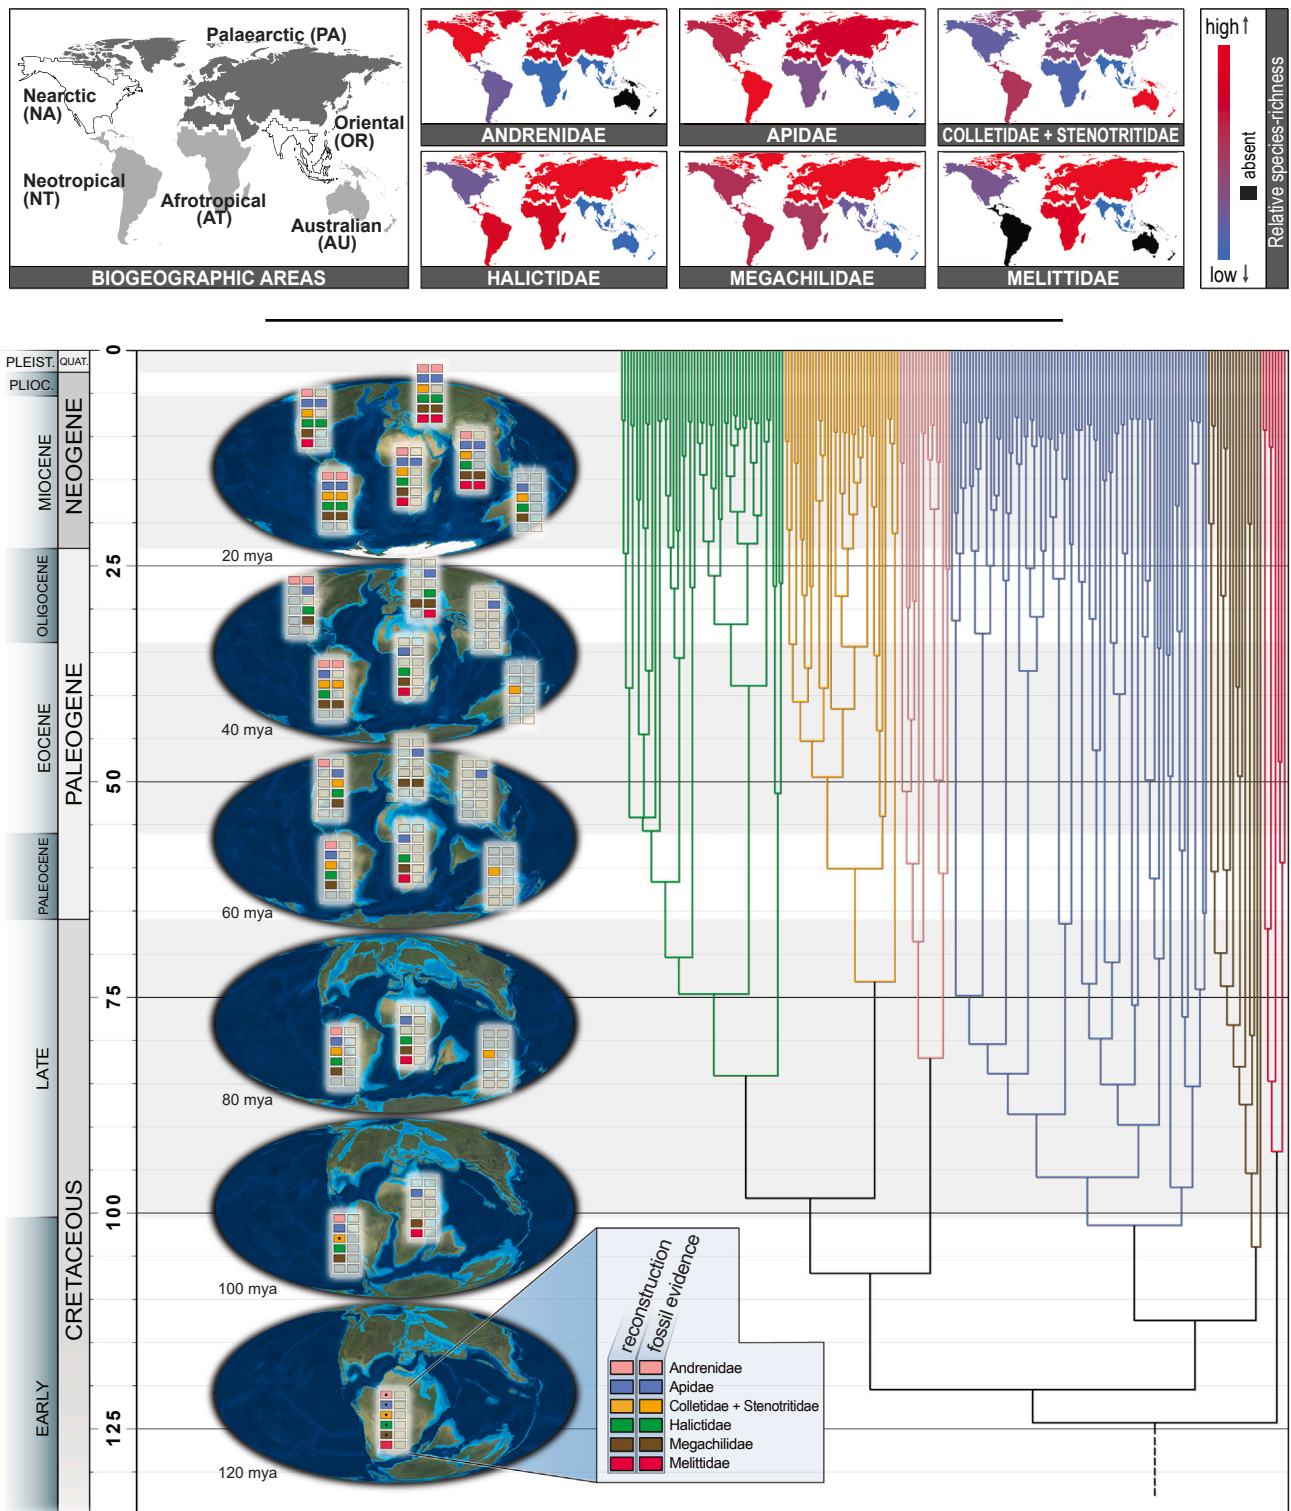 Palaearctic (PA)
Nearctic
(NA)
Oriental
(OR)
Neotropical
(NT)
Afrotropical
(AT)
Australian
(AU)
BIOGEOGRAPHIC AREAS
ANDRENIDAE
APIDAE
COLLETIDAE + STENOTRITIDAE
HALICTIDAE
MEGACHILIDAE
MELITTIDAE
high ↑
low ↓
absent
Relative species-richness
PLEIST.
QUAT.
PLIOC.
MIOCENE
NEOGENE
OLIGOCENE
EOCENE
PALEOGENE
PALEOCENE
LATE
CRETACEOUS
EARLY
0
25
50
75
100
125
20 mya
40 mya
60 mya
80 mya
100 mya
120 mya
reconstruction
fossil evidence
Andrenidae
Apidae
Colletidae + Stenotritidae
Halictidae
Megachilidae
Melittidae